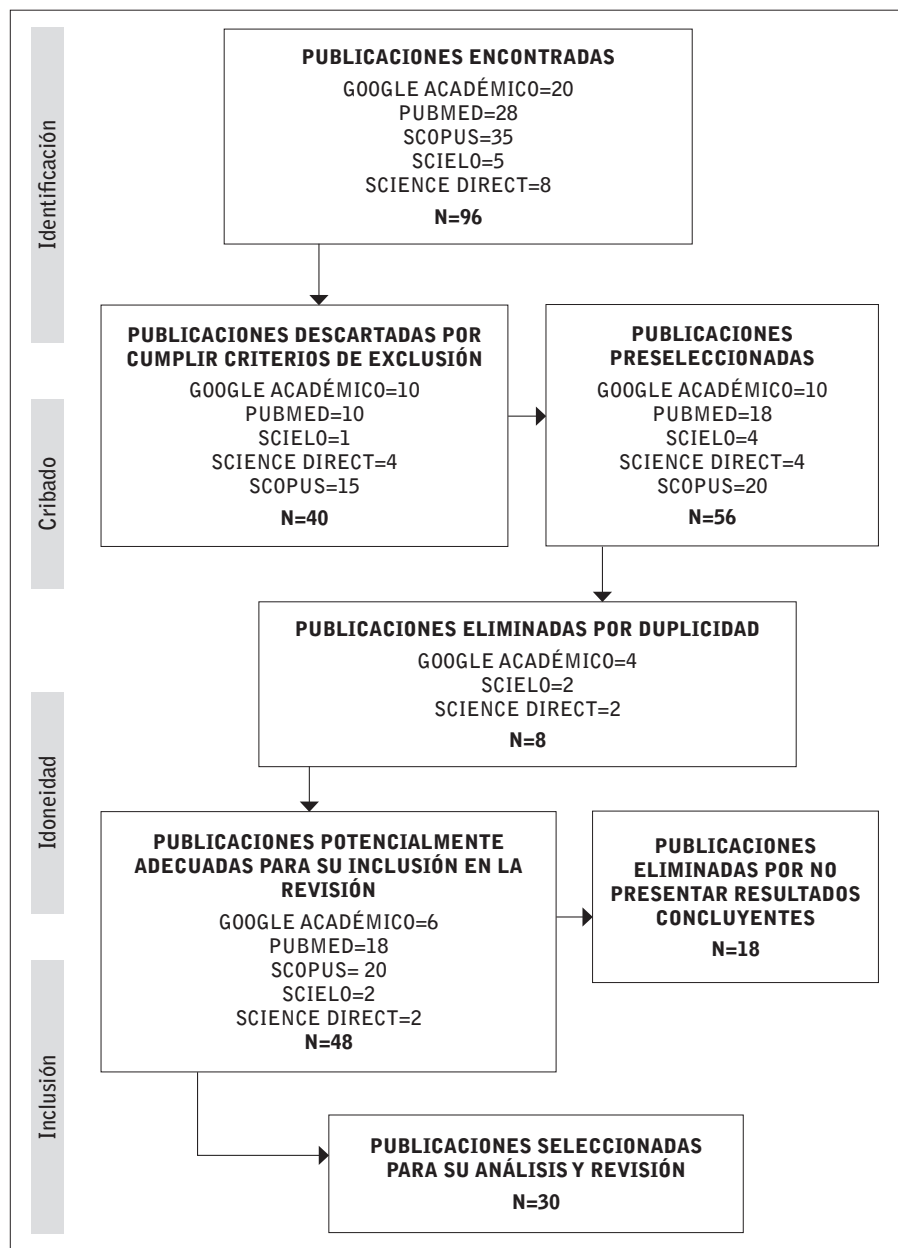 Identificación
PUBLICACIONES ENCONTRADAS
GOOGLE ACADÉMICO=20
PUBMED=28
SCOPUS=35
SCIELO=5
SCIENCE DIRECT=8
N=96
PUBLICACIONES DESCARTADAS POR
CUMPLIR CRITERIOS DE EXCLUSIÓN
GOOGLE ACADÉMICO=10
PUBMED=10
SCIELO=1
SCIENCE DIRECT=4
SCOPUS=15
N=40
PUBLICACIONES
PRESELECCIONADAS
GOOGLE ACADÉMICO=10
PUBMED=18
SCIELO=4
SCIENCE DIRECT=4
SCOPUS=20
N=56
Cribado
PUBLICACIONES ELIMINADAS POR DUPLICIDAD
GOOGLE ACADÉMICO=4
SCIELO=2
SCIENCE DIRECT=2
N=8
Idoneidad
PUBLICACIONES POTENCIALMENTE
ADECUADAS PARA SU INCLUSIÓN EN LA
REVISIÓN
GOOGLE ACADÉMICO=6
PUBMED=18
SCOPUS= 20
SCIELO=2
SCIENCE DIRECT=2
N=48
PUBLICACIONES
ELIMINADAS POR NO
PRESENTAR RESULTADOS
CONCLUYENTES
N=18
Inclusión
PUBLICACIONES SELECCIONADAS
PARA SU ANÁLISIS Y REVISIÓN
N=30